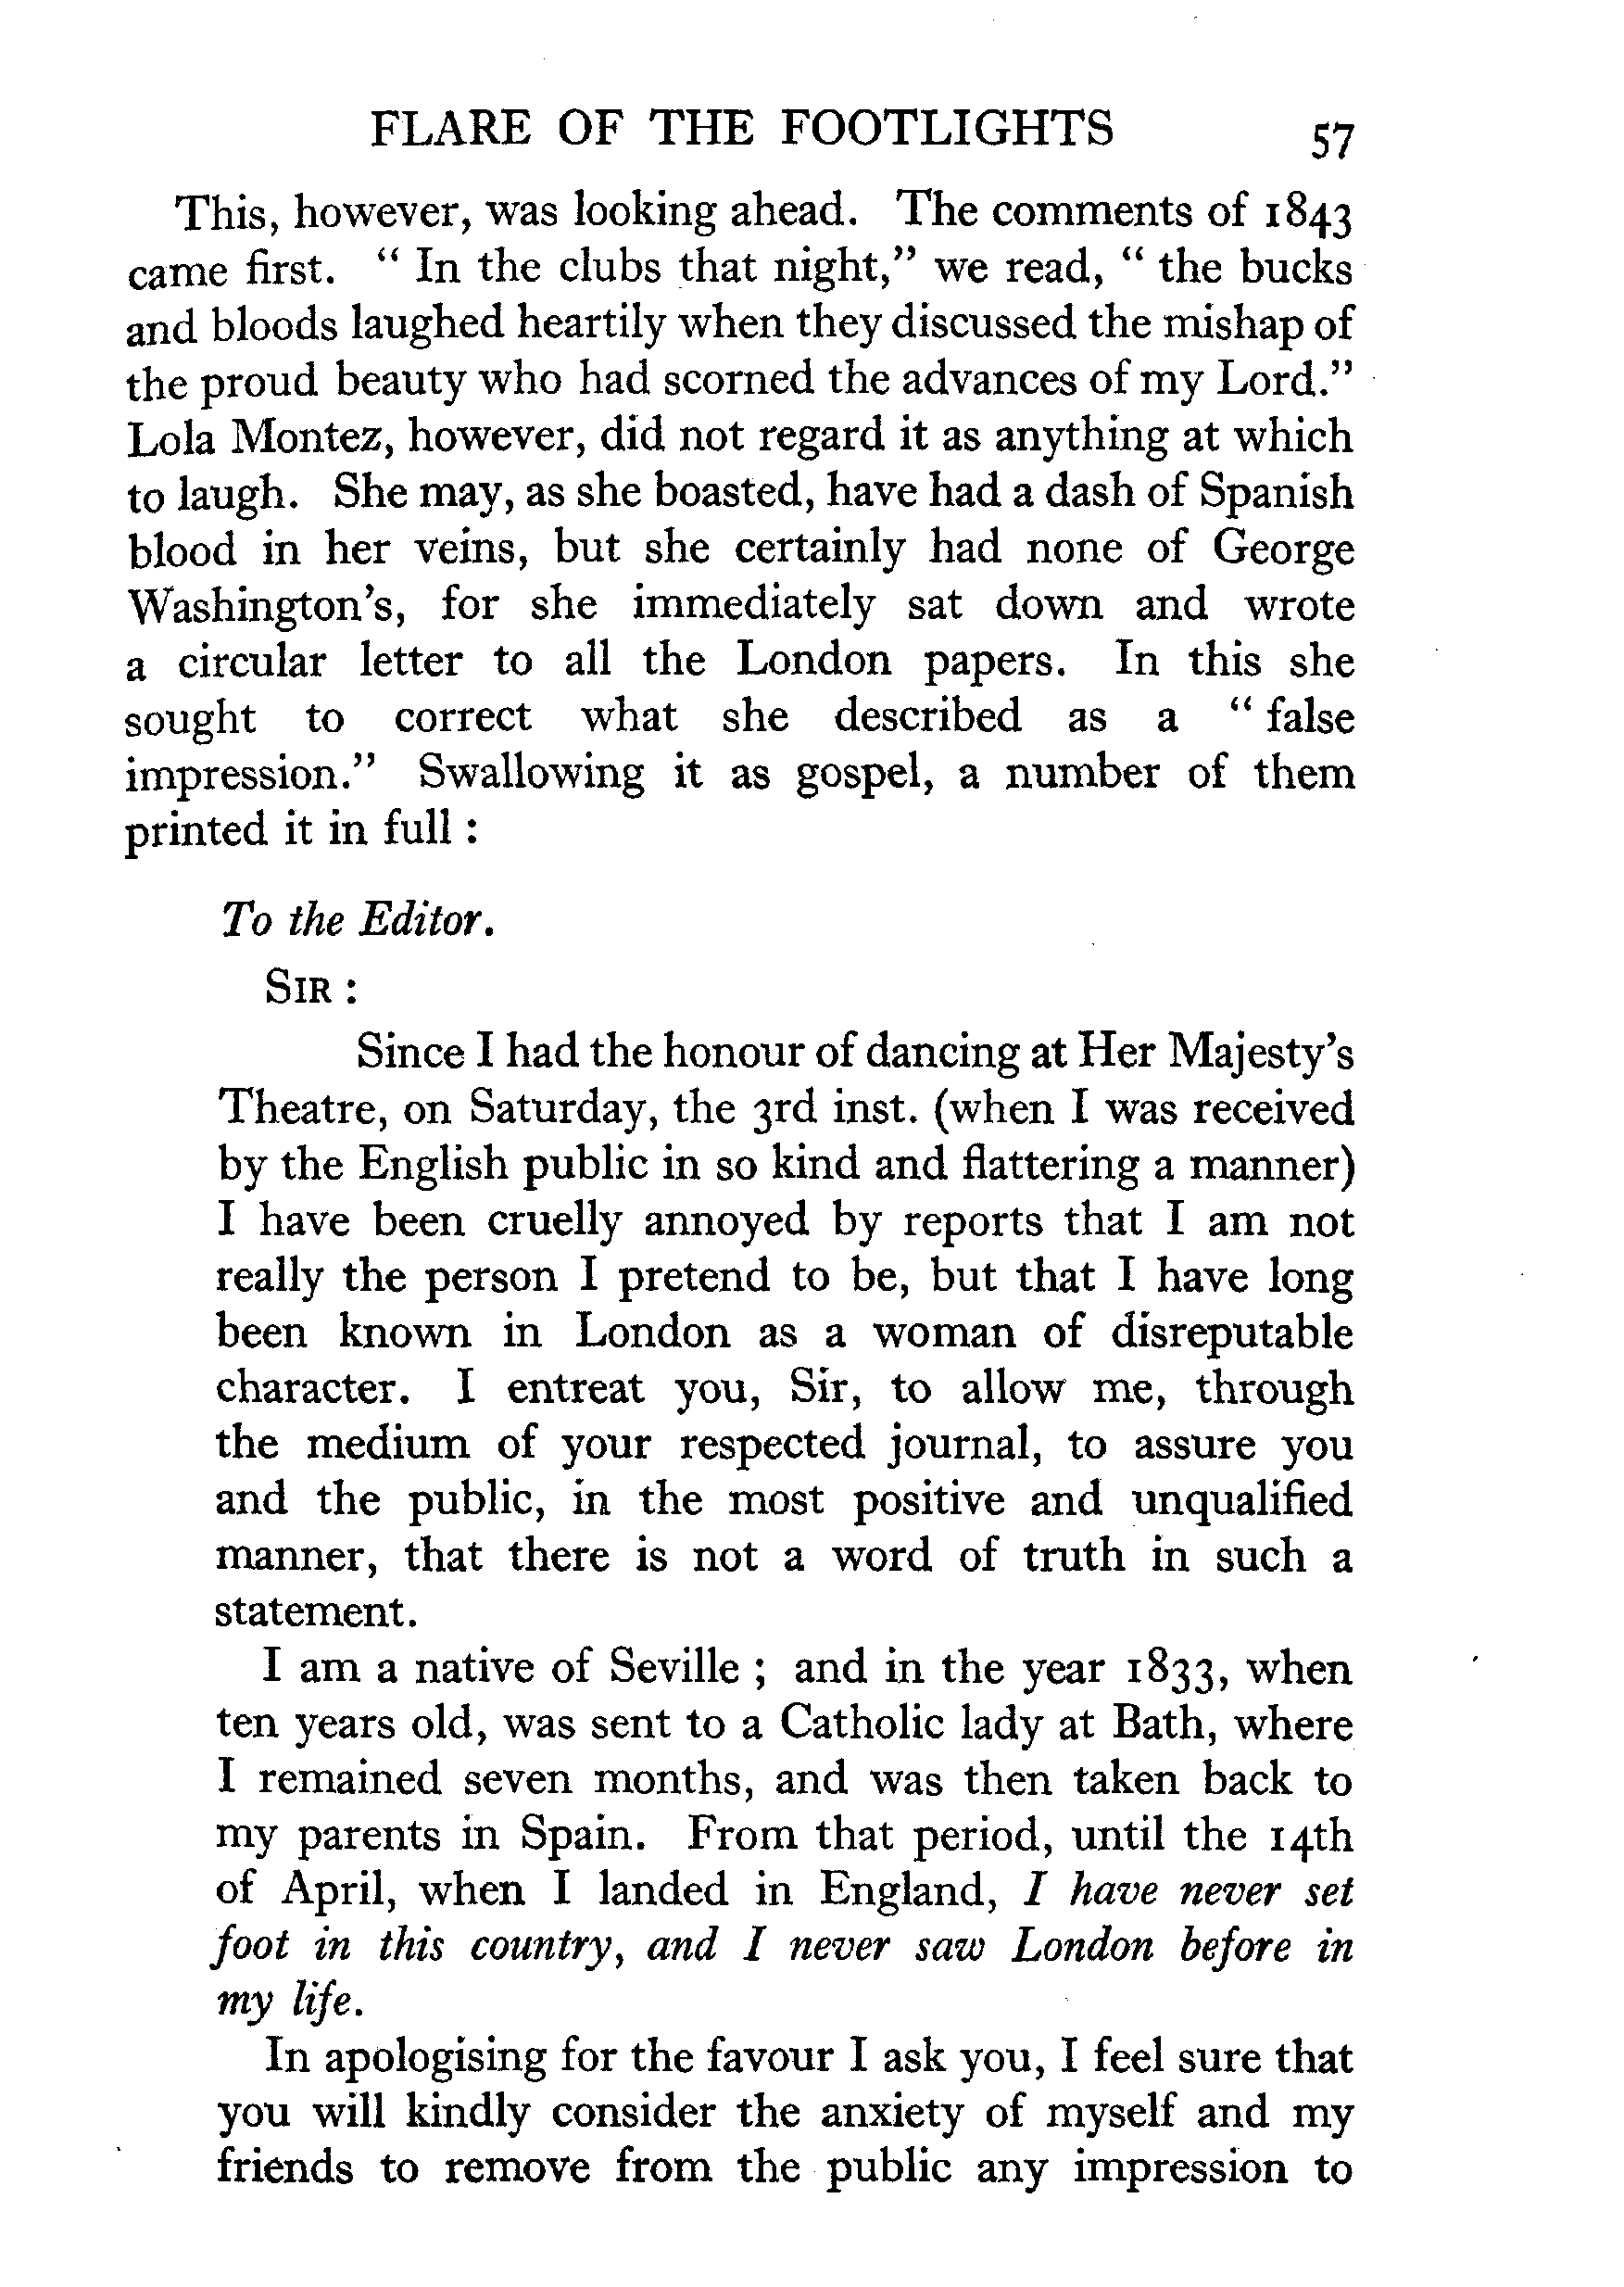 FLARE OF THE FOOTLIGHTS 57
This, however, was looking ahead. The comments of 1843
came first. “ In the clubs that night,” we read, “ the bucks
and bloods laughed heartily when they discussed the mishap of
the proud beauty who had scorned the advances of my Lord.”
Lola Montez, however, did not regard it as anything at which
to laugh. She may, as she boasted, have had a dash of Spanish
blood in her veins, but she certainly had none of George
Washington’s, for she immediately sat down and wrote
a circular letter to all the London papers. In this she
sought to correct what she described as a “ false
impression.” Swallowing it as gospel, a number of them
printed it in full :
To the Editor.
SIR :
Since I had the honour of dancing at Her Majesty’s
Theatre, on Saturday, the 3rd inst. (when I was received
by the English public in so kind and flattering a manner)
I have been cruelly annoyed by reports that I am not
really the person I pretend to be, but that I have long
been known in London as a woman of disreputable
character. I entreat you, Sir, to allow me, through
the medium of your respected journal, to assure you
and the public, in the most positive and unqualified
manner, that there is not a word of truth in such a
statement.
I am a native of Seville ; and in the year 1833, when
ten years old, was sent to a Catholic lady at Bath, where
I remained seven months, and was then taken back to
my parents in Spain. From that period, until the 14th
of April, when I landed in England, I have never set
foot in this country, and I never saw London before in
my life.
In apologising for the favour I ask you, I feel sure that
you will kindly consider the anxiety of myself and my
friends to remove from the public any impression to